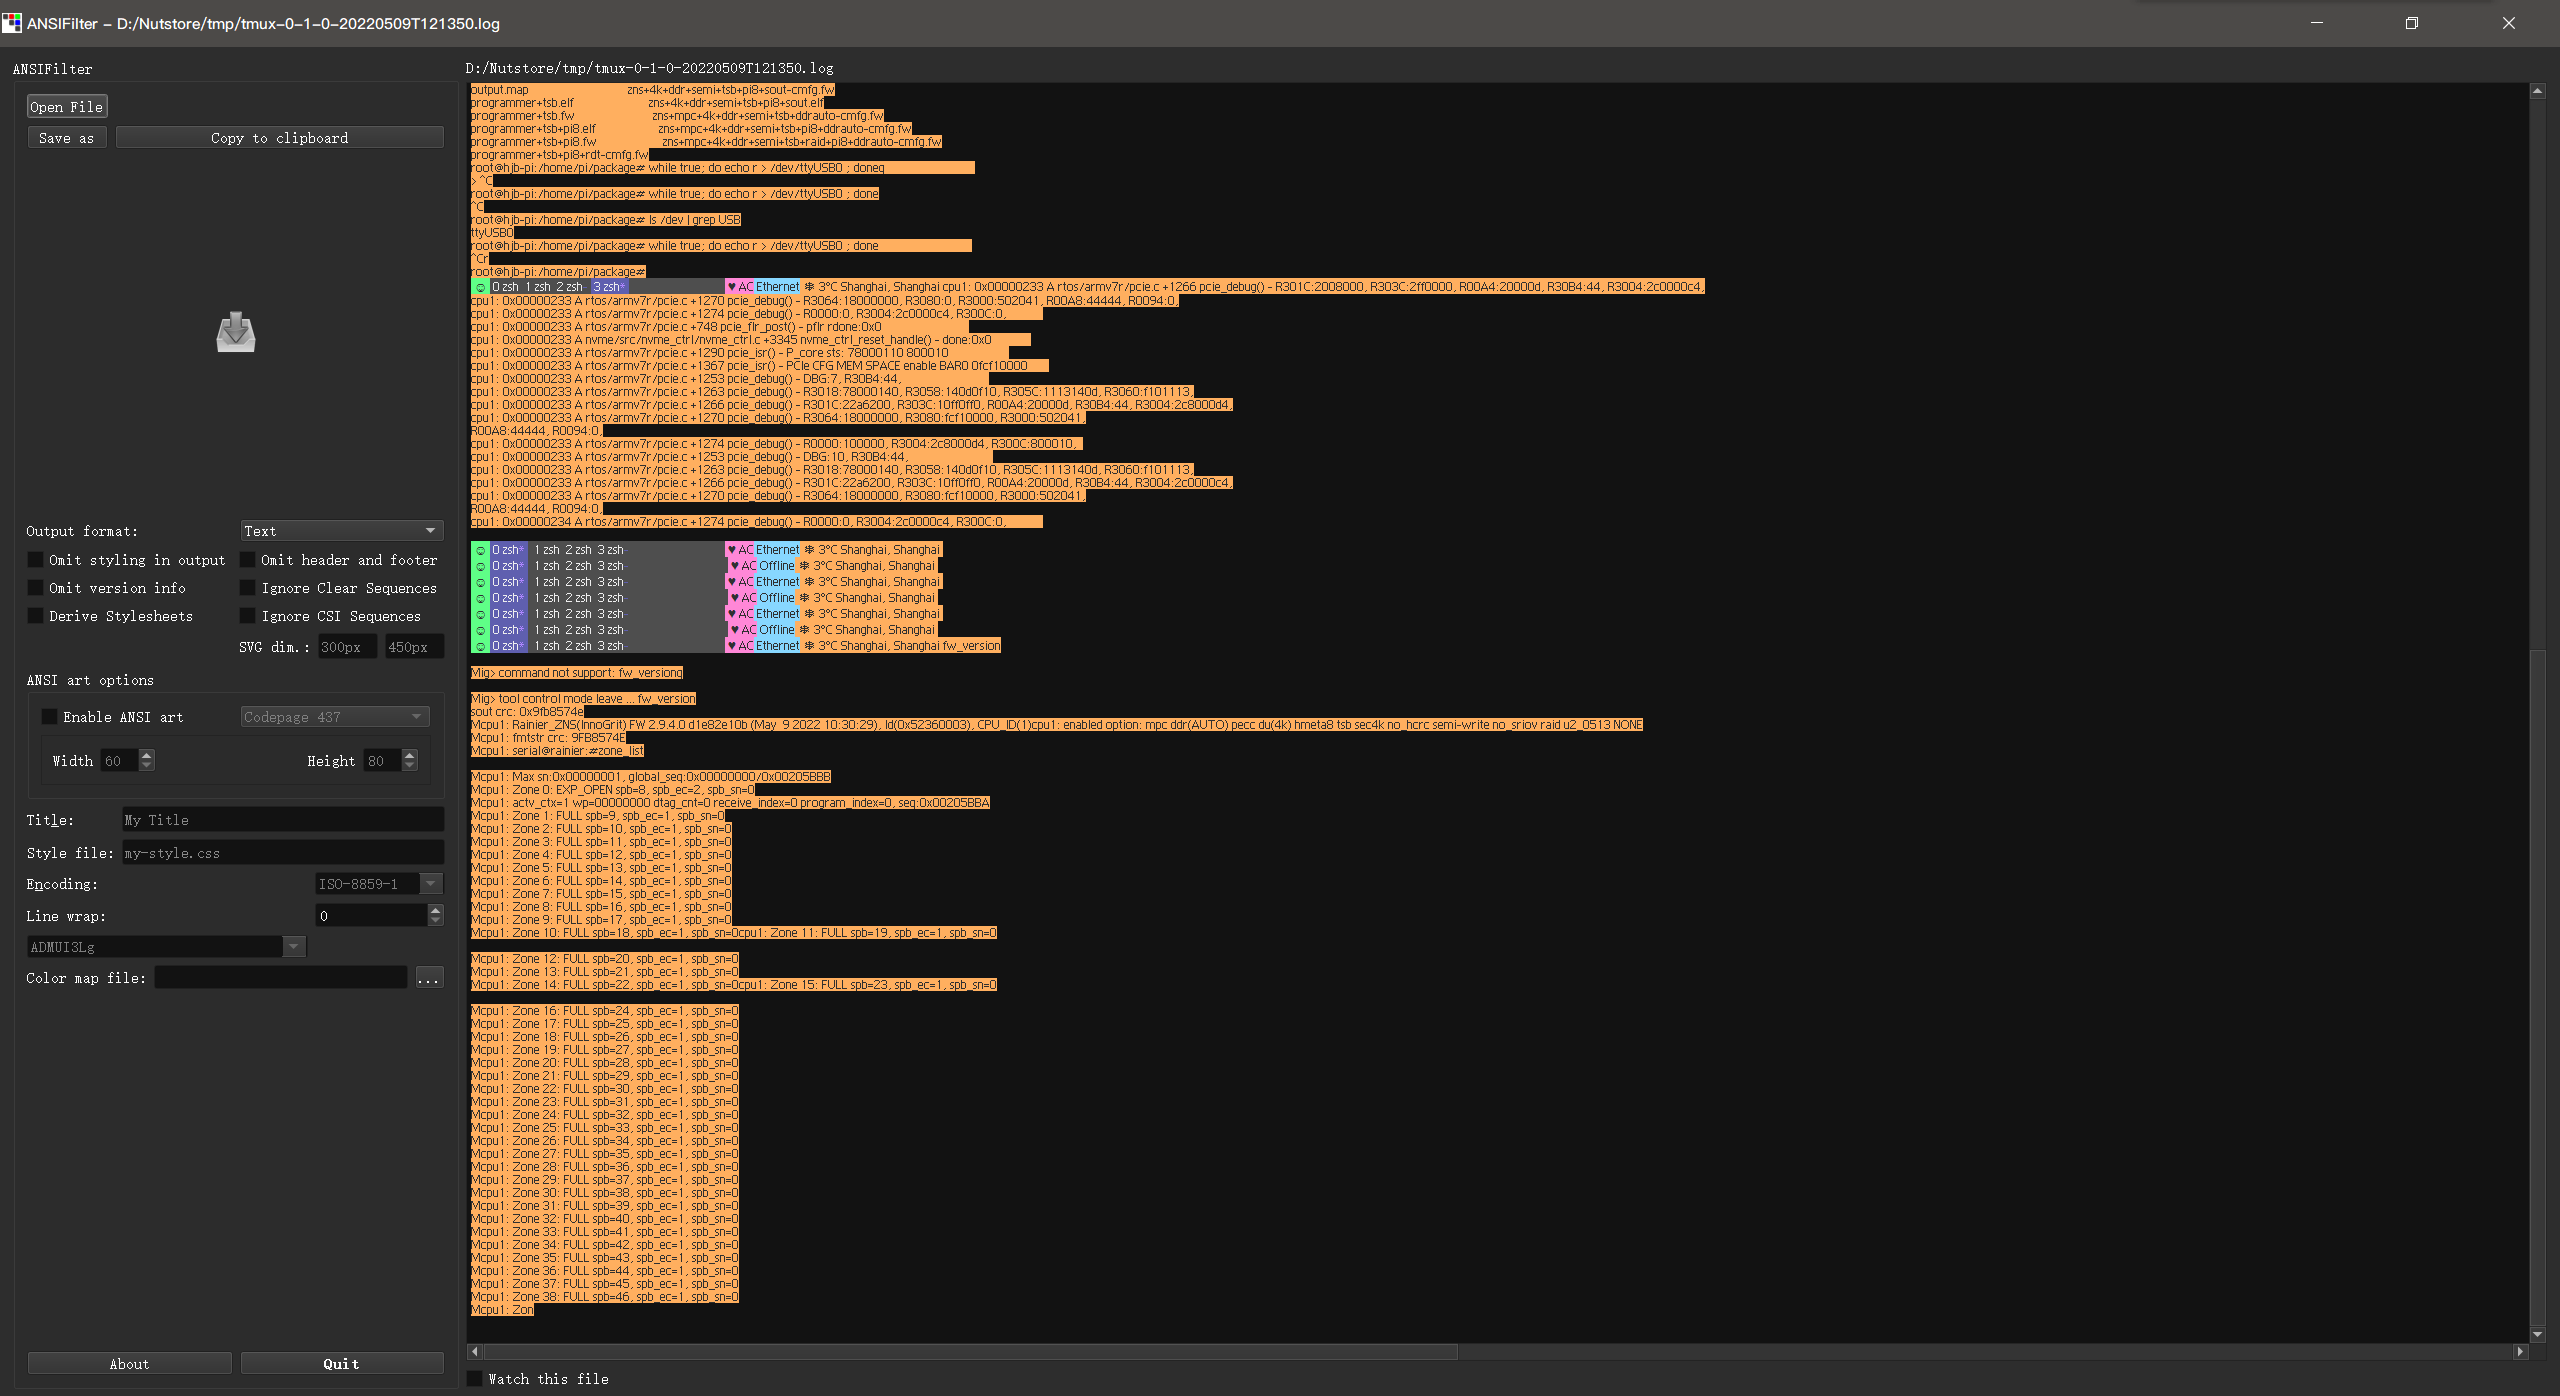 ANSIFilter - D:/Nutstore/tmp/tmux-0-1-0-20220509T121350.log
ANSIFilter
Open File
Save as
Copy to clipboard
Output format:
Text
Omit styling in output
Omit header and footer
Omit version info
Ignore Clear Sequences
Derive Stylesheets
Ignore CSI Sequences
SVG dim.: 300px 450px
ANSI art options
Enable ANSI art
Codepage 437
Width 60
Height 80
Title: My Title
Style file: my-style.css
Encoding: ISO-8859-1
Line wrap: 0
ADMUI3Lg
Color map file: ...
About
Quit
D:/Nutstore/tmp/tmux-0-1-0-20220509T121350.log
output.map zns+4k+ddr+semi+tsb+pi8+sout-cmfg.fw
programmer+tsb.elf zns+4k+ddr+semi+tsb+pi8+sout.elf
programmer+tsb.fw zns+mpc+4k+ddr+semi+tsb+ddrauto-cmfg.fw
programmer+tsb+pi8.elf zns+mpc+4k+ddr+semi+tsb+pi8+ddrauto-cmfg.fw
programmer+tsb+pi8.fw zns+mpc+4k+ddr+semi+tsb+raid+pi8+ddrauto-cmfg.fw
programmer+tsb+pi8+rdt-cmfg.fw
root@hjb-pi:/home/pi/package# while true; do echo r > /dev/ttyUSB0 ; doneq
> ^C
root@hjb-pi:/home/pi/package# while true; do echo r > /dev/ttyUSB0 ; done
^C
root@hjb-pi:/home/pi/package# ls /dev | grep USB
ttyUSB0
root@hjb-pi:/home/pi/package# while true; do echo r > /dev/ttyUSB0 ; done
^Cr
root@hjb-pi:/home/pi/package#
☺ 0 zsh 1 zsh 2 zsh- 3 zsh* ♥ AC Ethernet ❄ 3°C Shanghai, Shanghai cpu1: 0x00000233 A rtos/armv7r/pcie.c +1266 pcie_debug() - R301C:2008000, R303C:2ff0000, R00A4:20000d, R30B4:44, R3004:2c0000c4,
cpu1: 0x00000233 A rtos/armv7r/pcie.c +1270 pcie_debug() - R3064:18000000, R3080:0, R3000:502041, R00A8:44444, R0094:0,
cpu1: 0x00000233 A rtos/armv7r/pcie.c +1274 pcie_debug() - R0000:0, R3004:2c0000c4, R300C:0,
cpu1: 0x00000233 A rtos/armv7r/pcie.c +748 pcie_flr_post() - pflr rdone:0x0
cpu1: 0x00000233 A nvme/src/nvme_ctrl/nvme_ctrl.c +3345 nvme_ctrl_reset_handle() - done:0x0
cpu1: 0x00000233 A rtos/armv7r/pcie.c +1290 pcie_isr() - P_core sts: 78000110 800010
cpu1: 0x00000233 A rtos/armv7r/pcie.c +1367 pcie_isr() - PCIe CFG MEM SPACE enable BAR0 0fcf10000
cpu1: 0x00000233 A rtos/armv7r/pcie.c +1253 pcie_debug() - DBG:7, R30B4:44,
cpu1: 0x00000233 A rtos/armv7r/pcie.c +1263 pcie_debug() - R3018:78000140, R3058:140d0f10, R305C:1113140d, R3060:f101113,
cpu1: 0x00000233 A rtos/armv7r/pcie.c +1266 pcie_debug() - R301C:22a6200, R303C:10ff0ff0, R00A4:20000d, R30B4:44, R3004:2c8000d4,
cpu1: 0x00000233 A rtos/armv7r/pcie.c +1270 pcie_debug() - R3064:18000000, R3080:fcf10000, R3000:502041,
R00A8:44444, R0094:0,
cpu1: 0x00000233 A rtos/armv7r/pcie.c +1274 pcie_debug() - R0000:100000, R3004:2c8000d4, R300C:800010,
cpu1: 0x00000233 A rtos/armv7r/pcie.c +1253 pcie_debug() - DBG:10, R30B4:44,
cpu1: 0x00000233 A rtos/armv7r/pcie.c +1263 pcie_debug() - R3018:78000140, R3058:140d0f10, R305C:1113140d, R3060:f101113,
cpu1: 0x00000233 A rtos/armv7r/pcie.c +1266 pcie_debug() - R301C:22a6200, R303C:10ff0ff0, R00A4:20000d, R30B4:44, R3004:2c0000c4,
cpu1: 0x00000233 A rtos/armv7r/pcie.c +1270 pcie_debug() - R3064:18000000, R3080:fcf10000, R3000:502041,
R00A8:44444, R0094:0,
cpu1: 0x00000234 A rtos/armv7r/pcie.c +1274 pcie_debug() - R0000:0, R3004:2c0000c4, R300C:0,
☺ 0 zsh* 1 zsh 2 zsh 3 zsh- ♥ AC Ethernet ❄ 3°C Shanghai, Shanghai
☺ 0 zsh* 1 zsh 2 zsh 3 zsh- ♥ AC Offline ❄ 3°C Shanghai, Shanghai
☺ 0 zsh* 1 zsh 2 zsh 3 zsh- ♥ AC Ethernet ❄ 3°C Shanghai, Shanghai
☺ 0 zsh* 1 zsh 2 zsh 3 zsh- ♥ AC Offline ❄ 3°C Shanghai, Shanghai
☺ 0 zsh* 1 zsh 2 zsh 3 zsh- ♥ AC Ethernet ❄ 3°C Shanghai, Shanghai
☺ 0 zsh* 1 zsh 2 zsh 3 zsh- ♥ AC Offline ❄ 3°C Shanghai, Shanghai
☺ 0 zsh* 1 zsh 2 zsh 3 zsh- ♥ AC Ethernet ❄ 3°C Shanghai, Shanghai fw_version
Mig> command not support: fw_versionq
Mig> tool control mode leave ... fw_version
sout crc: 0x9fb8574e
Mcpu1: Rainier_ZNS(InnoGrit) FW 2.9.4.0 d1e82e10b (May 9 2022 10:30:29), Id(0x52360003), CPU_ID(1)cpu1: enabled option: mpc ddr(AUTO) pecc du(4k) hmeta8 tsb sec4k no_hcrc semi-write no_sriov raid u2_0513 NONE
Mcpu1: fmtstr crc: 9FB8574E
Mcpu1: serial@rainier:#zone_list
Mcpu1: Max sn:0x00000001, global_seq:0x00000000/0x00205BBB
Mcpu1: Zone 0: EXP_OPEN spb=8, spb_ec=2, spb_sn=0
Mcpu1: actv_ctx=1 wp=00000000 dtag_cnt=0 receive_index=0 program_index=0, seq:0x00205BBA
Mcpu1: Zone 1: FULL spb=9, spb_ec=1, spb_sn=0
Mcpu1: Zone 2: FULL spb=10, spb_ec=1, spb_sn=0
Mcpu1: Zone 3: FULL spb=11, spb_ec=1, spb_sn=0
Mcpu1: Zone 4: FULL spb=12, spb_ec=1, spb_sn=0
Mcpu1: Zone 5: FULL spb=13, spb_ec=1, spb_sn=0
Mcpu1: Zone 6: FULL spb=14, spb_ec=1, spb_sn=0
Mcpu1: Zone 7: FULL spb=15, spb_ec=1, spb_sn=0
Mcpu1: Zone 8: FULL spb=16, spb_ec=1, spb_sn=0
Mcpu1: Zone 9: FULL spb=17, spb_ec=1, spb_sn=0
Mcpu1: Zone 10: FULL spb=18, spb_ec=1, spb_sn=0cpu1: Zone 11: FULL spb=19, spb_ec=1, spb_sn=0
Mcpu1: Zone 12: FULL spb=20, spb_ec=1, spb_sn=0
Mcpu1: Zone 13: FULL spb=21, spb_ec=1, spb_sn=0
Mcpu1: Zone 14: FULL spb=22, spb_ec=1, spb_sn=0cpu1: Zone 15: FULL spb=23, spb_ec=1, spb_sn=0
Mcpu1: Zone 16: FULL spb=24, spb_ec=1, spb_sn=0
Mcpu1: Zone 17: FULL spb=25, spb_ec=1, spb_sn=0
Mcpu1: Zone 18: FULL spb=26, spb_ec=1, spb_sn=0
Mcpu1: Zone 19: FULL spb=27, spb_ec=1, spb_sn=0
Mcpu1: Zone 20: FULL spb=28, spb_ec=1, spb_sn=0
Mcpu1: Zone 21: FULL spb=29, spb_ec=1, spb_sn=0
Mcpu1: Zone 22: FULL spb=30, spb_ec=1, spb_sn=0
Mcpu1: Zone 23: FULL spb=31, spb_ec=1, spb_sn=0
Mcpu1: Zone 24: FULL spb=32, spb_ec=1, spb_sn=0
Mcpu1: Zone 25: FULL spb=33, spb_ec=1, spb_sn=0
Mcpu1: Zone 26: FULL spb=34, spb_ec=1, spb_sn=0
Mcpu1: Zone 27: FULL spb=35, spb_ec=1, spb_sn=0
Mcpu1: Zone 28: FULL spb=36, spb_ec=1, spb_sn=0
Mcpu1: Zone 29: FULL spb=37, spb_ec=1, spb_sn=0
Mcpu1: Zone 30: FULL spb=38, spb_ec=1, spb_sn=0
Mcpu1: Zone 31: FULL spb=39, spb_ec=1, spb_sn=0
Mcpu1: Zone 32: FULL spb=40, spb_ec=1, spb_sn=0
Mcpu1: Zone 33: FULL spb=41, spb_ec=1, spb_sn=0
Mcpu1: Zone 34: FULL spb=42, spb_ec=1, spb_sn=0
Mcpu1: Zone 35: FULL spb=43, spb_ec=1, spb_sn=0
Mcpu1: Zone 36: FULL spb=44, spb_ec=1, spb_sn=0
Mcpu1: Zone 37: FULL spb=45, spb_ec=1, spb_sn=0
Mcpu1: Zone 38: FULL spb=46, spb_ec=1, spb_sn=0
Mcpu1: Zon
Watch this file